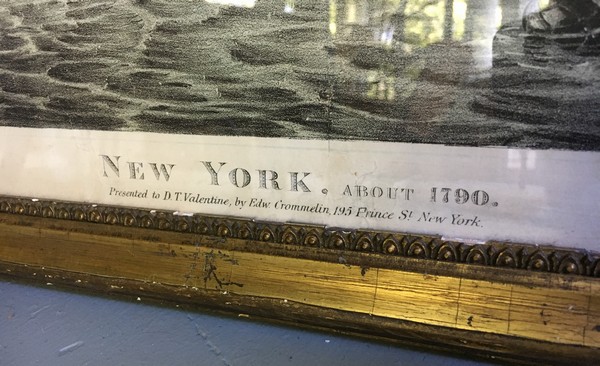 NEW YORK. ABOUT 1790.
Presented to D T Valentine, by Edw. Crommelin, 195 Prince St. New York.